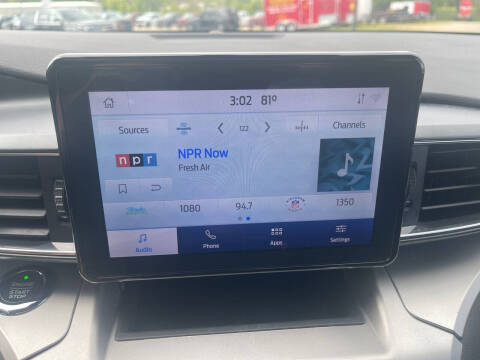 3:02 81°
Sources
122
Channels
npr
NPR Now
Fresh Air
1080
94.7
1350
Audio
Phone
Apps
Settings
START
STOP